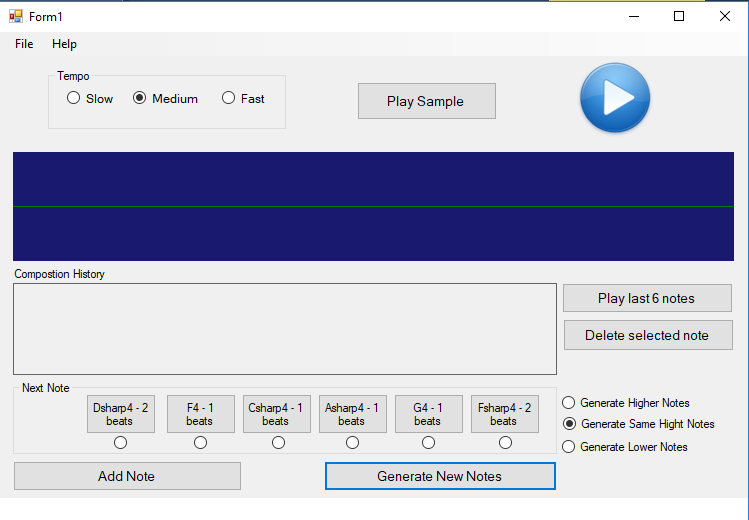 Form1
File Help
Tempo
Slow Medium Fast
Play Sample
Compostion History
Play last 6 notes
Delete selected note
Next Note
Dsharp4 - 2 beats
F4 - 1 beats
Csharp4 - 1 beats
Asharp4 - 1 beats
G4 - 1 beats
Fsharp4 - 2 beats
Generate Higher Notes
Generate Same Hight Notes
Generate Lower Notes
Add Note
Generate New Notes